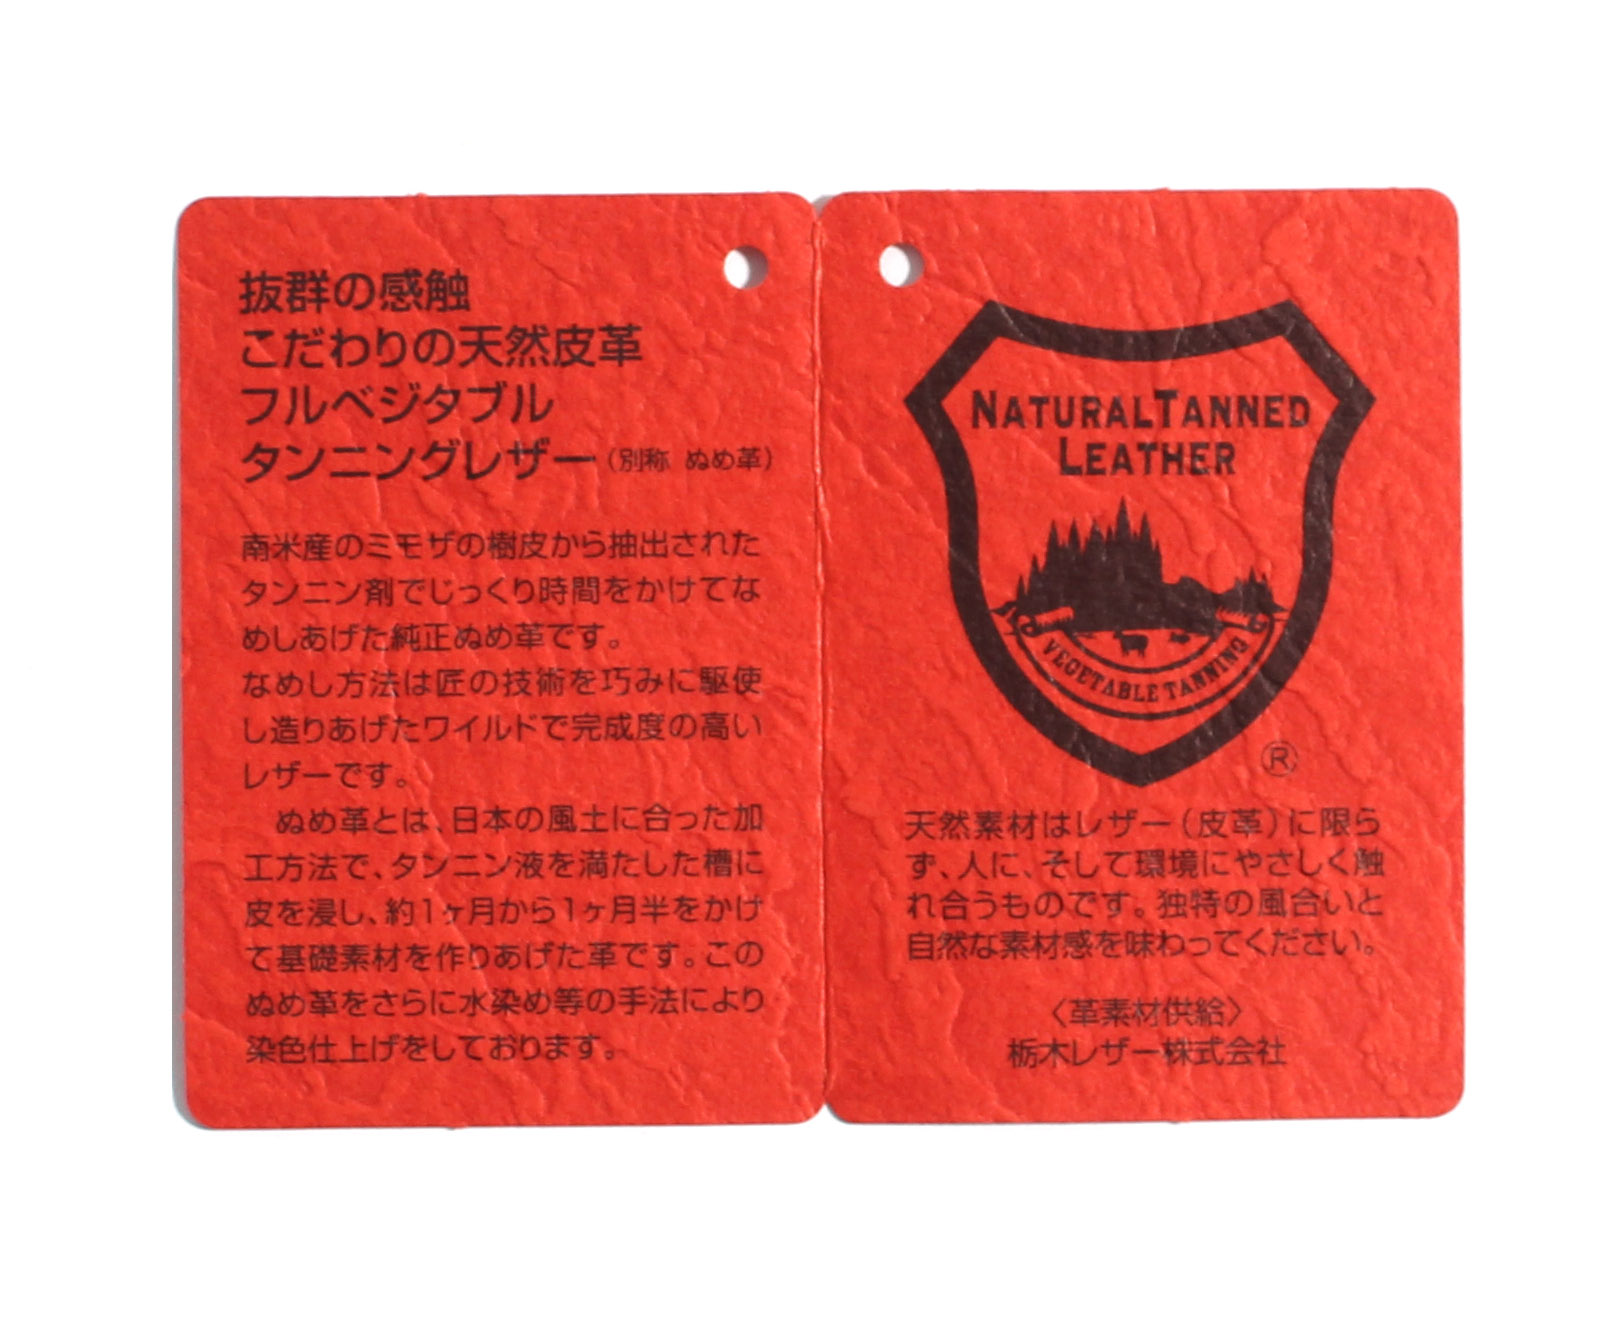 抜群の感触
こだわりの天然皮革
フルベジタブル
タンニングレザー（別称 ぬめ革）
南米産のミモザの樹皮から抽出された
タンニン剤でじっくり時間をかけてな
めしあげた純正ぬめ革です。
なめし方法は匠の技術を巧みに駆使
し造りあげたワイルドで完成度の高い
レザーです。
　ぬめ革とは、日本の風土に合った加
工方法で、タンニン液を満たした槽に
皮を浸し、約1ヶ月から1ヶ月半をかけ
て基礎素材を作りあげた革です。この
ぬめ革をさらに水染め等の手法により
染色仕上げをしております。
NATURAL TANNED
LEATHER
VEGETABLE TANNING
®
天然素材はレザー（皮革）に限ら
ず、人に、そして環境にやさしく触
れ合うものです。独特の風合いと
自然な素材感を味わってください。
〈革素材供給〉
栃木レザー株式会社